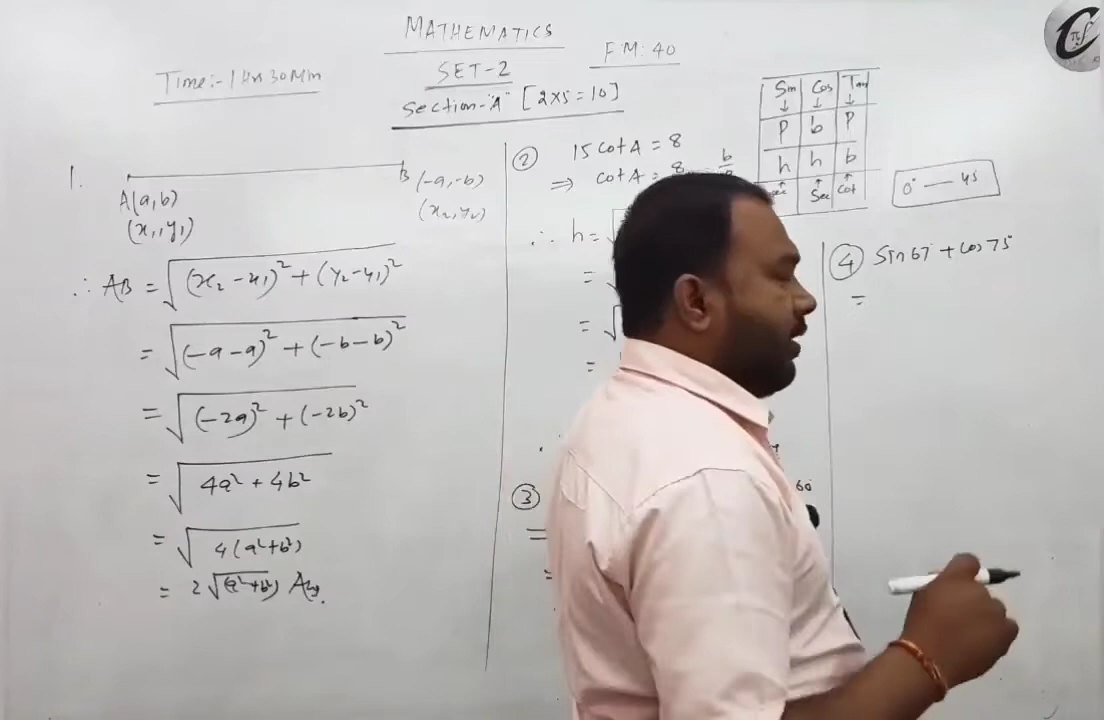 MATHEMATICS
F.M: 40
Time:- 1 Hrs 30 Min
SET-2
Section-"A" [2x5=10]
1.
A(a,b)
(x₁,y₁)
B(-a,-b)
(x₂,y₂)
∴ AB = √(x₂-x₁)²+(y₂-y₁)²
= √(-a-a)²+(-b-b)²
= √(-2a)²+(-2b)²
= √4a²+4b²
= √4(a²+b²)
= 2√(a²+b²) Ans.
② 15 cot A = 8
⇒ cot A = 8 b
∴ h = √
= √
= √
=
③
=
=
60
Sin Cos Tan
↓ ↓ ↓
P b P
h h b
↑ ↑ ↑
Sec Cot
0° — 45
④ Sin 67° + Cos 75°
=